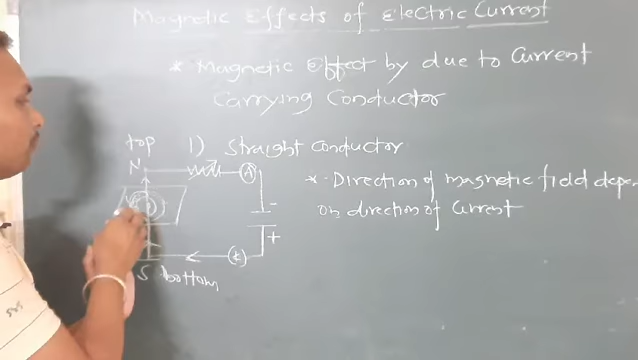 Magnetic Effects of Electric Current
* Magnetic Effect by due to Current
Carrying Conductor
top 1) Straight Conductor
N A
* Direction of magnetic field depe
on direction of Current
-
+
S bottom